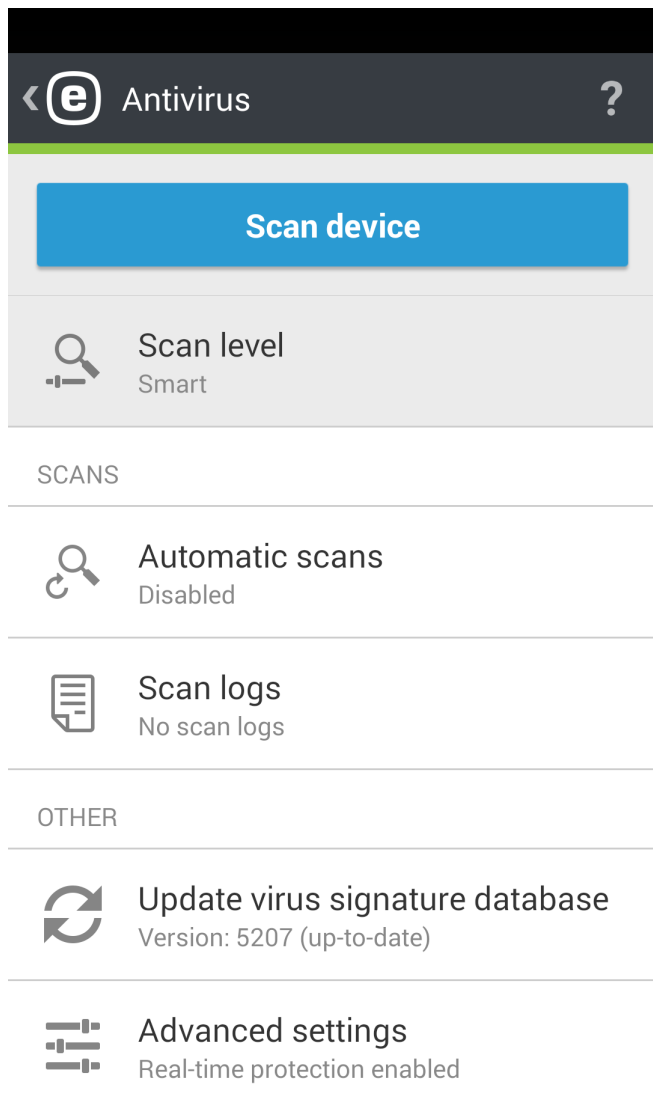 e Antivirus ?
Scan device
Scan level
Smart
SCANS
Automatic scans
Disabled
Scan logs
No scan logs
OTHER
Update virus signature database
Version: 5207 (up-to-date)
Advanced settings
Real-time protection enabled